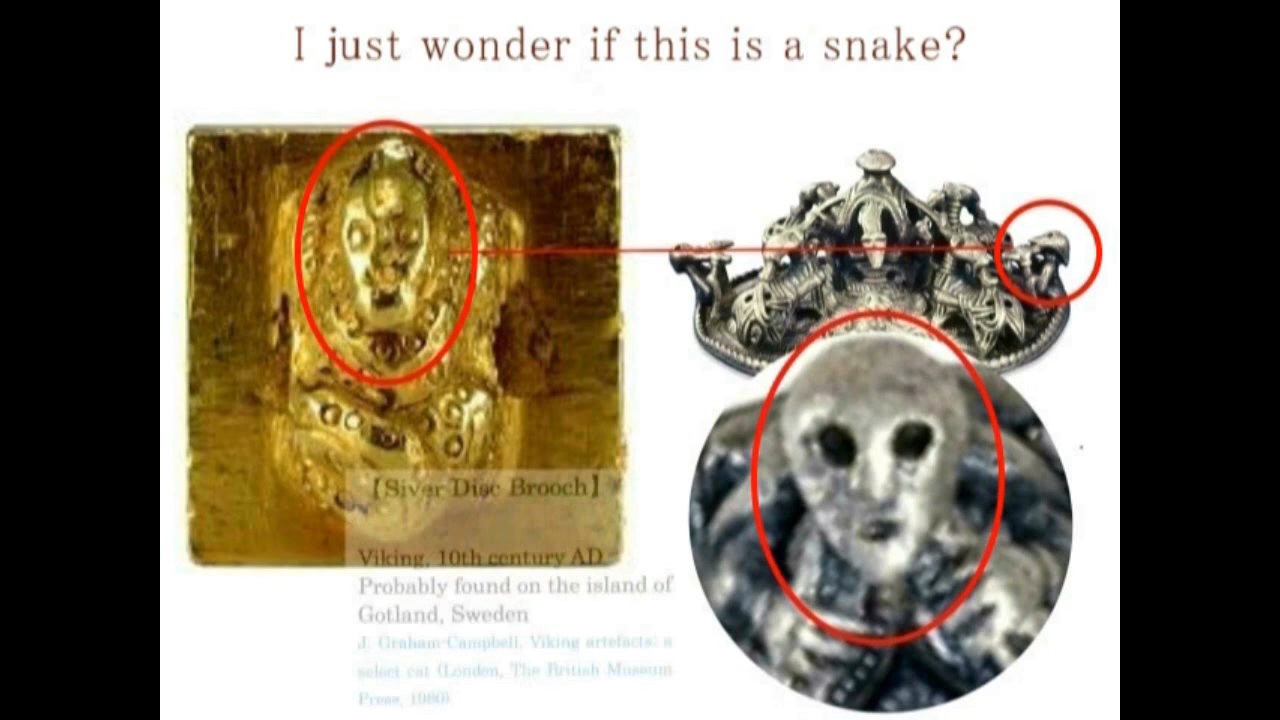 I just wonder if this is a snake?
【Siver Disc Brooch】
Viking, 10th century AD
Probably found on the island of
Gotland, Sweden
J. Graham-Campbell, Viking artefacts: a
select cat (London, The British Museum
Press, 1980)